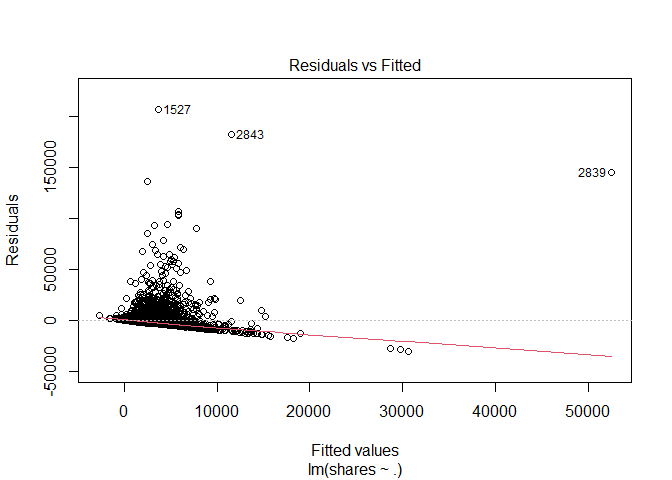 Residuals vs Fitted
Residuals
-50000 0 50000 150000
1527
2843
2839
0 10000 20000 30000 40000 50000
Fitted values
lm(shares ~ .)